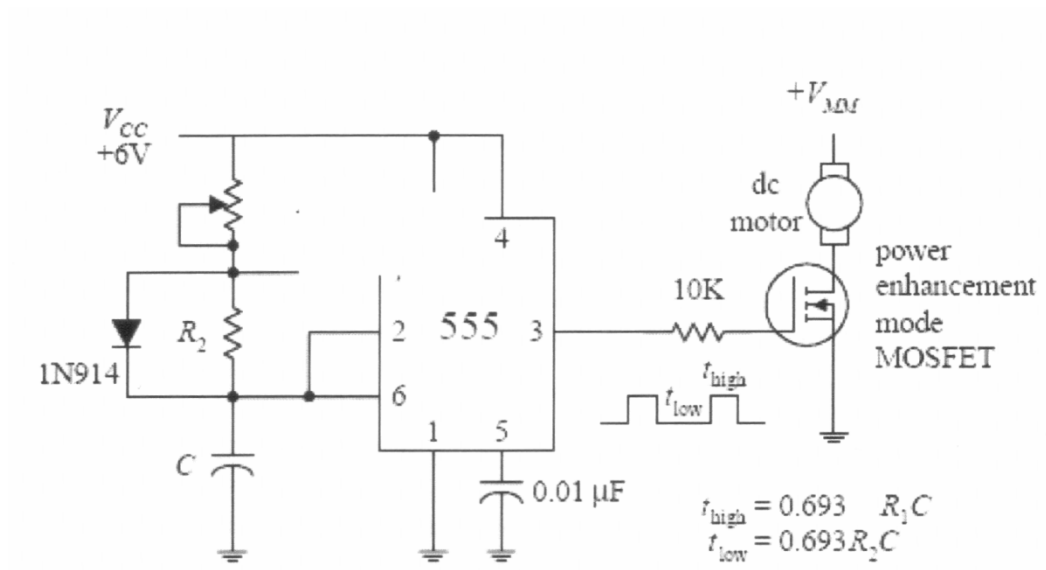 V_CC
+6V
+V_MM
dc
motor
power
enhancement
mode
MOSFET
4
10K
2
555
3
R_2
1N914
6
t_high
t_low
1
5
C
0.01 µF
t_high = 0.693 R_1C
t_low = 0.693R_2C